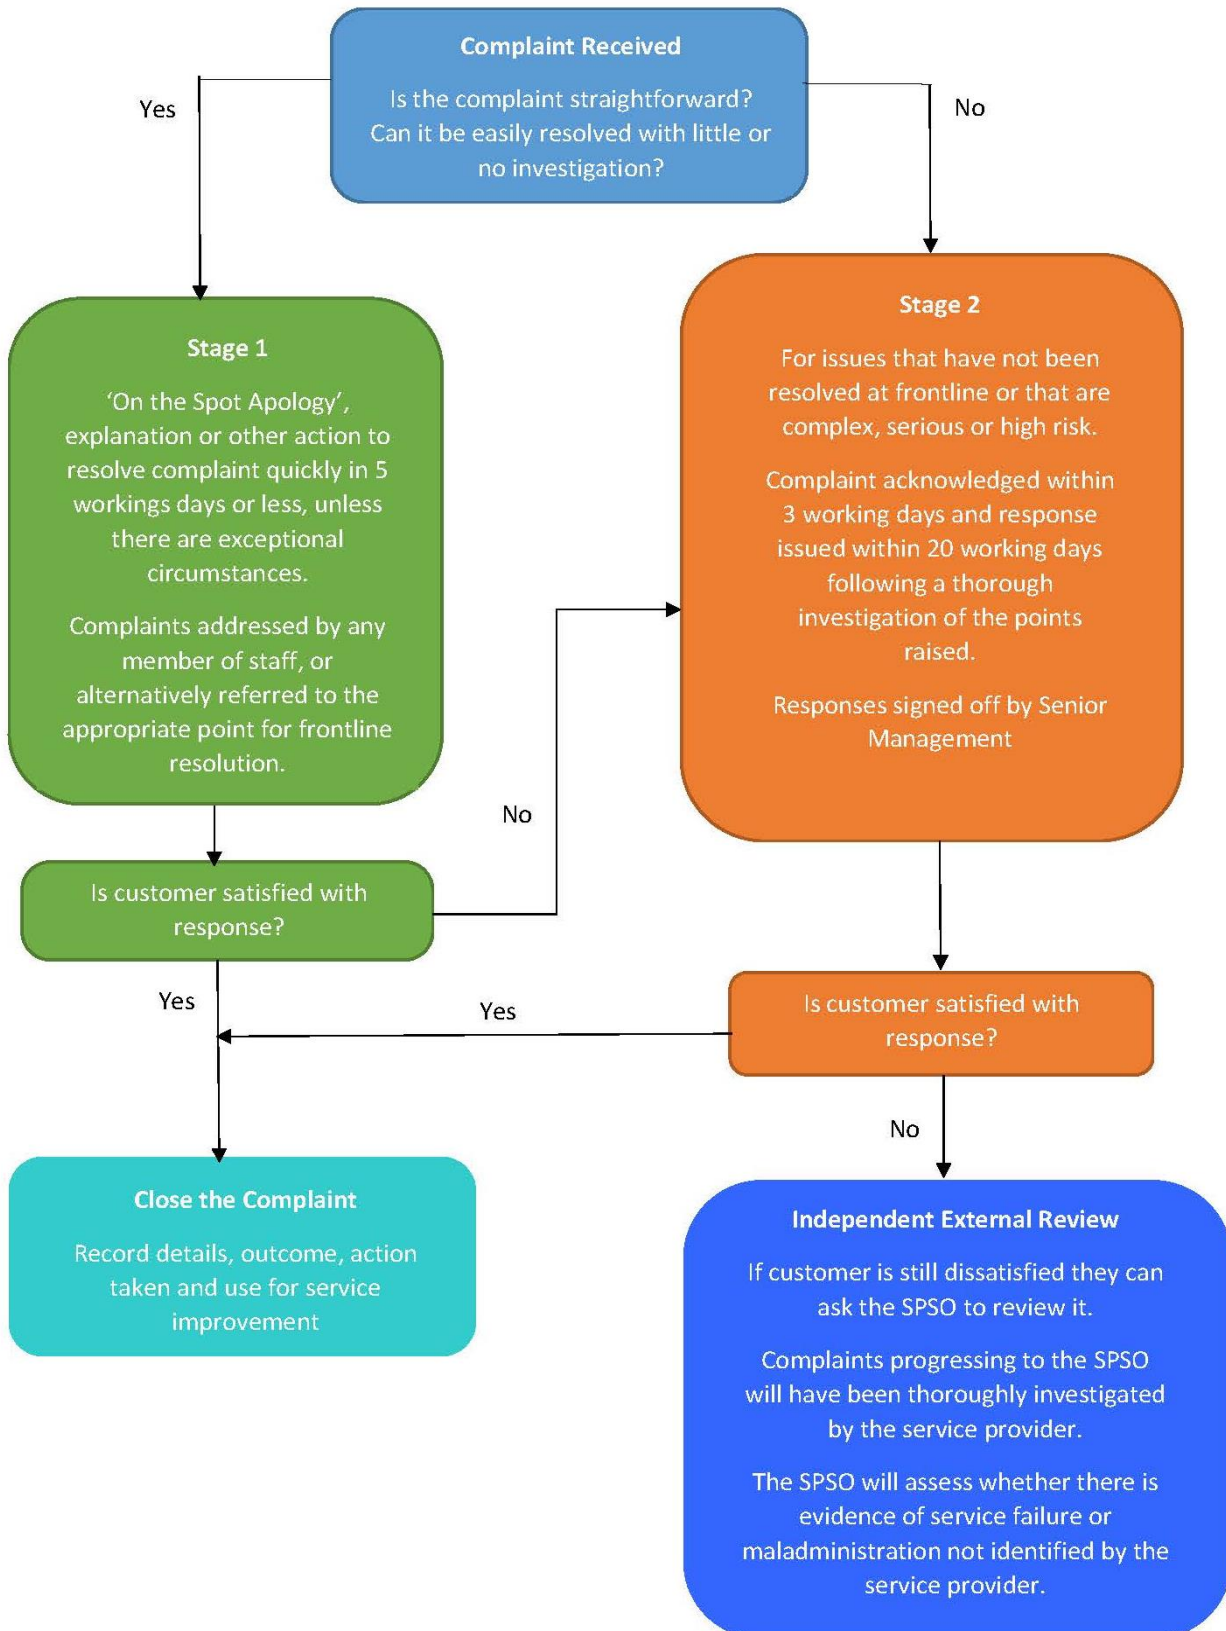 Complaint Received
Is the complaint straightforward?
Can it be easily resolved with little or
no investigation?
Yes
No
Stage 1
‘On the Spot Apology’,
explanation or other action to
resolve complaint quickly in 5
workings days or less, unless
there are exceptional
circumstances.
Complaints addressed by any
member of staff, or
alternatively referred to the
appropriate point for frontline
resolution.
Stage 2
For issues that have not been
resolved at frontline or that are
complex, serious or high risk.
Complaint acknowledged within
3 working days and response
issued within 20 working days
following a thorough
investigation of the points
raised.
Responses signed off by Senior
Management
No
Is customer satisfied with
response?
Yes
Yes
Is customer satisfied with
response?
No
Close the Complaint
Record details, outcome, action
taken and use for service
improvement
Independent External Review
If customer is still dissatisfied they can
ask the SPSO to review it.
Complaints progressing to the SPSO
will have been thoroughly investigated
by the service provider.
The SPSO will assess whether there is
evidence of service failure or
maladministration not identified by the
service provider.